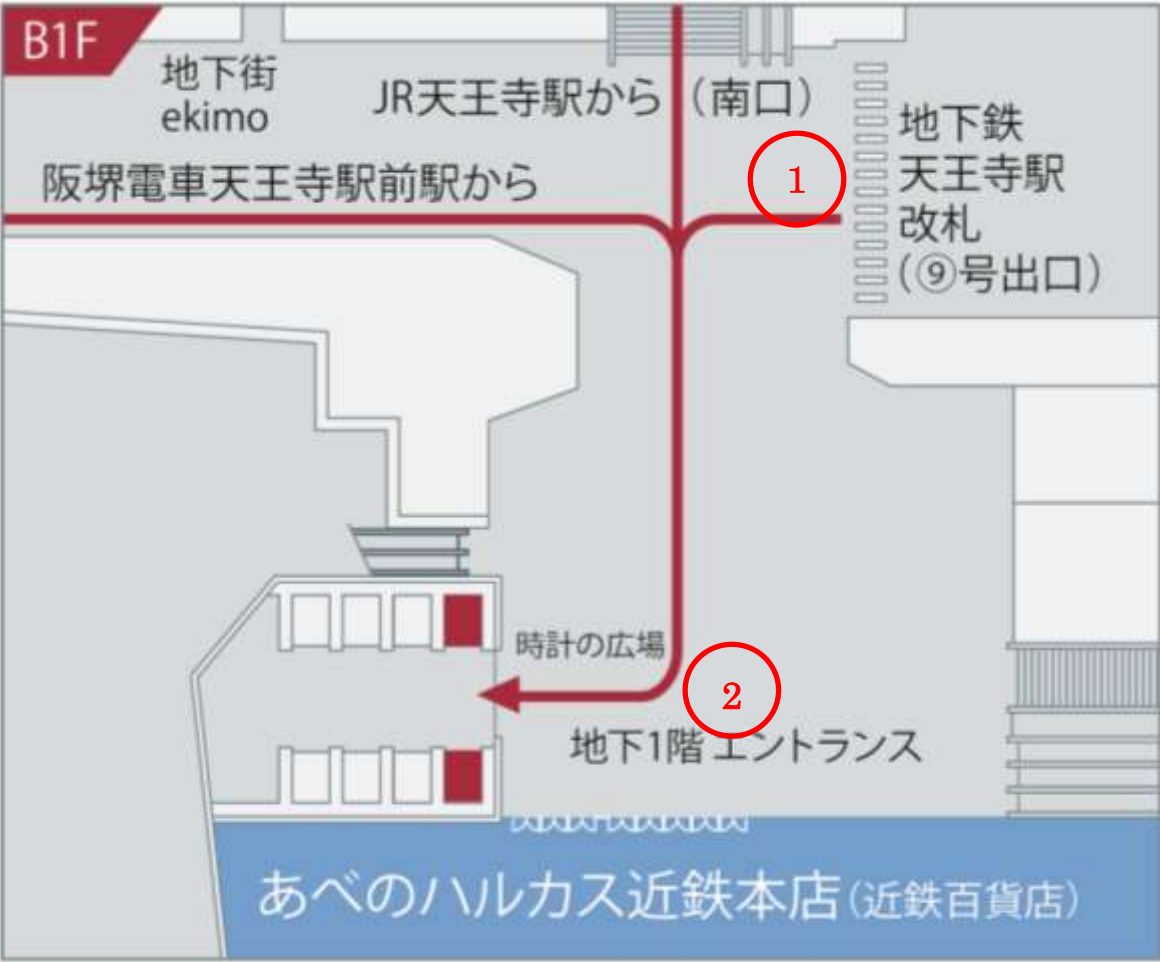 B1F
地下街
ekimo
JR天王寺駅から（南口）
阪堺電車天王寺駅前駅から
1
地下鉄
天王寺駅
改札
(⑨号出口)
時計の広場
2
地下1階 エントランス
あべのハルカス近鉄本店(近鉄百貨店)